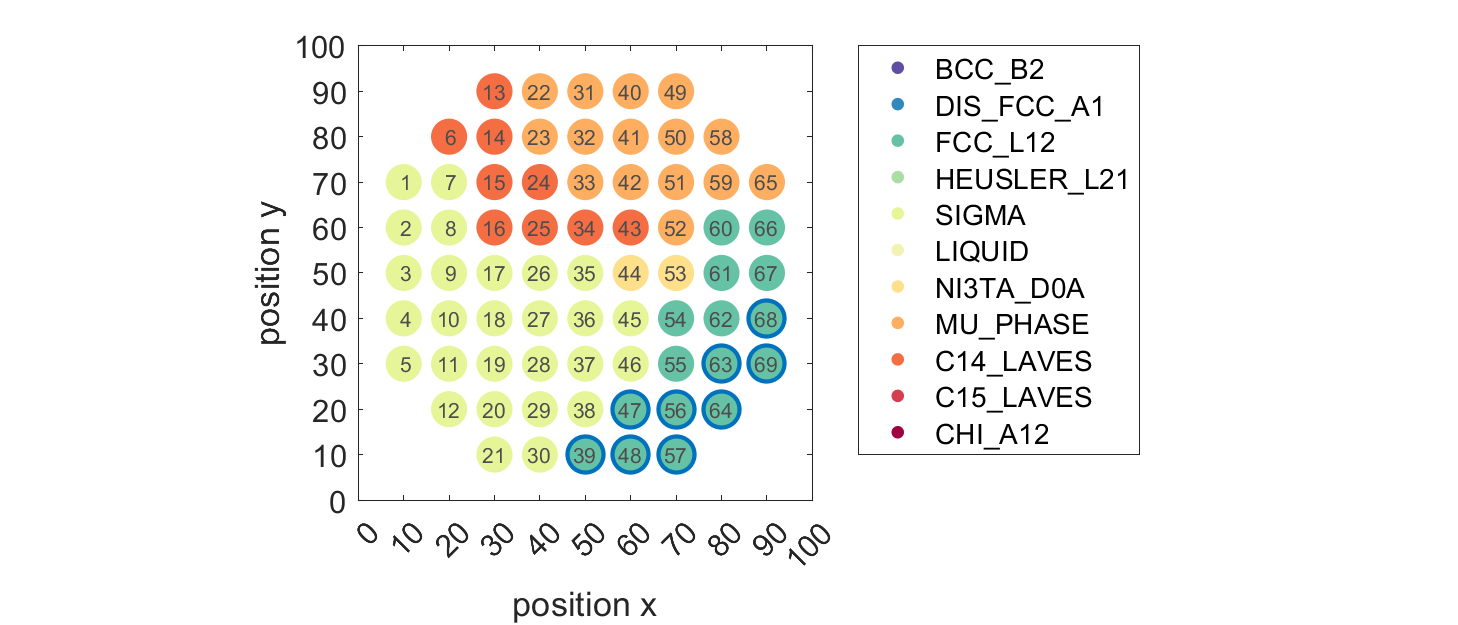 100
90 13 22 31 40 49
80 6 14 23 32 41 50 58
70 1 7 15 24 33 42 51 59 65
60 2 8 16 25 34 43 52 60 66
50 3 9 17 26 35 44 53 61 67
40 4 10 18 27 36 45 54 62 68
30 5 11 19 28 37 46 55 63 69
20 12 20 29 38 47 56 64
10 21 30 39 48 57
0
0 10 20 30 40 50 60 70 80 90 100
position x
position y
BCC_B2
DIS_FCC_A1
FCC_L12
HEUSLER_L21
SIGMA
LIQUID
NI3TA_D0A
MU_PHASE
C14_LAVES
C15_LAVES
CHI_A12